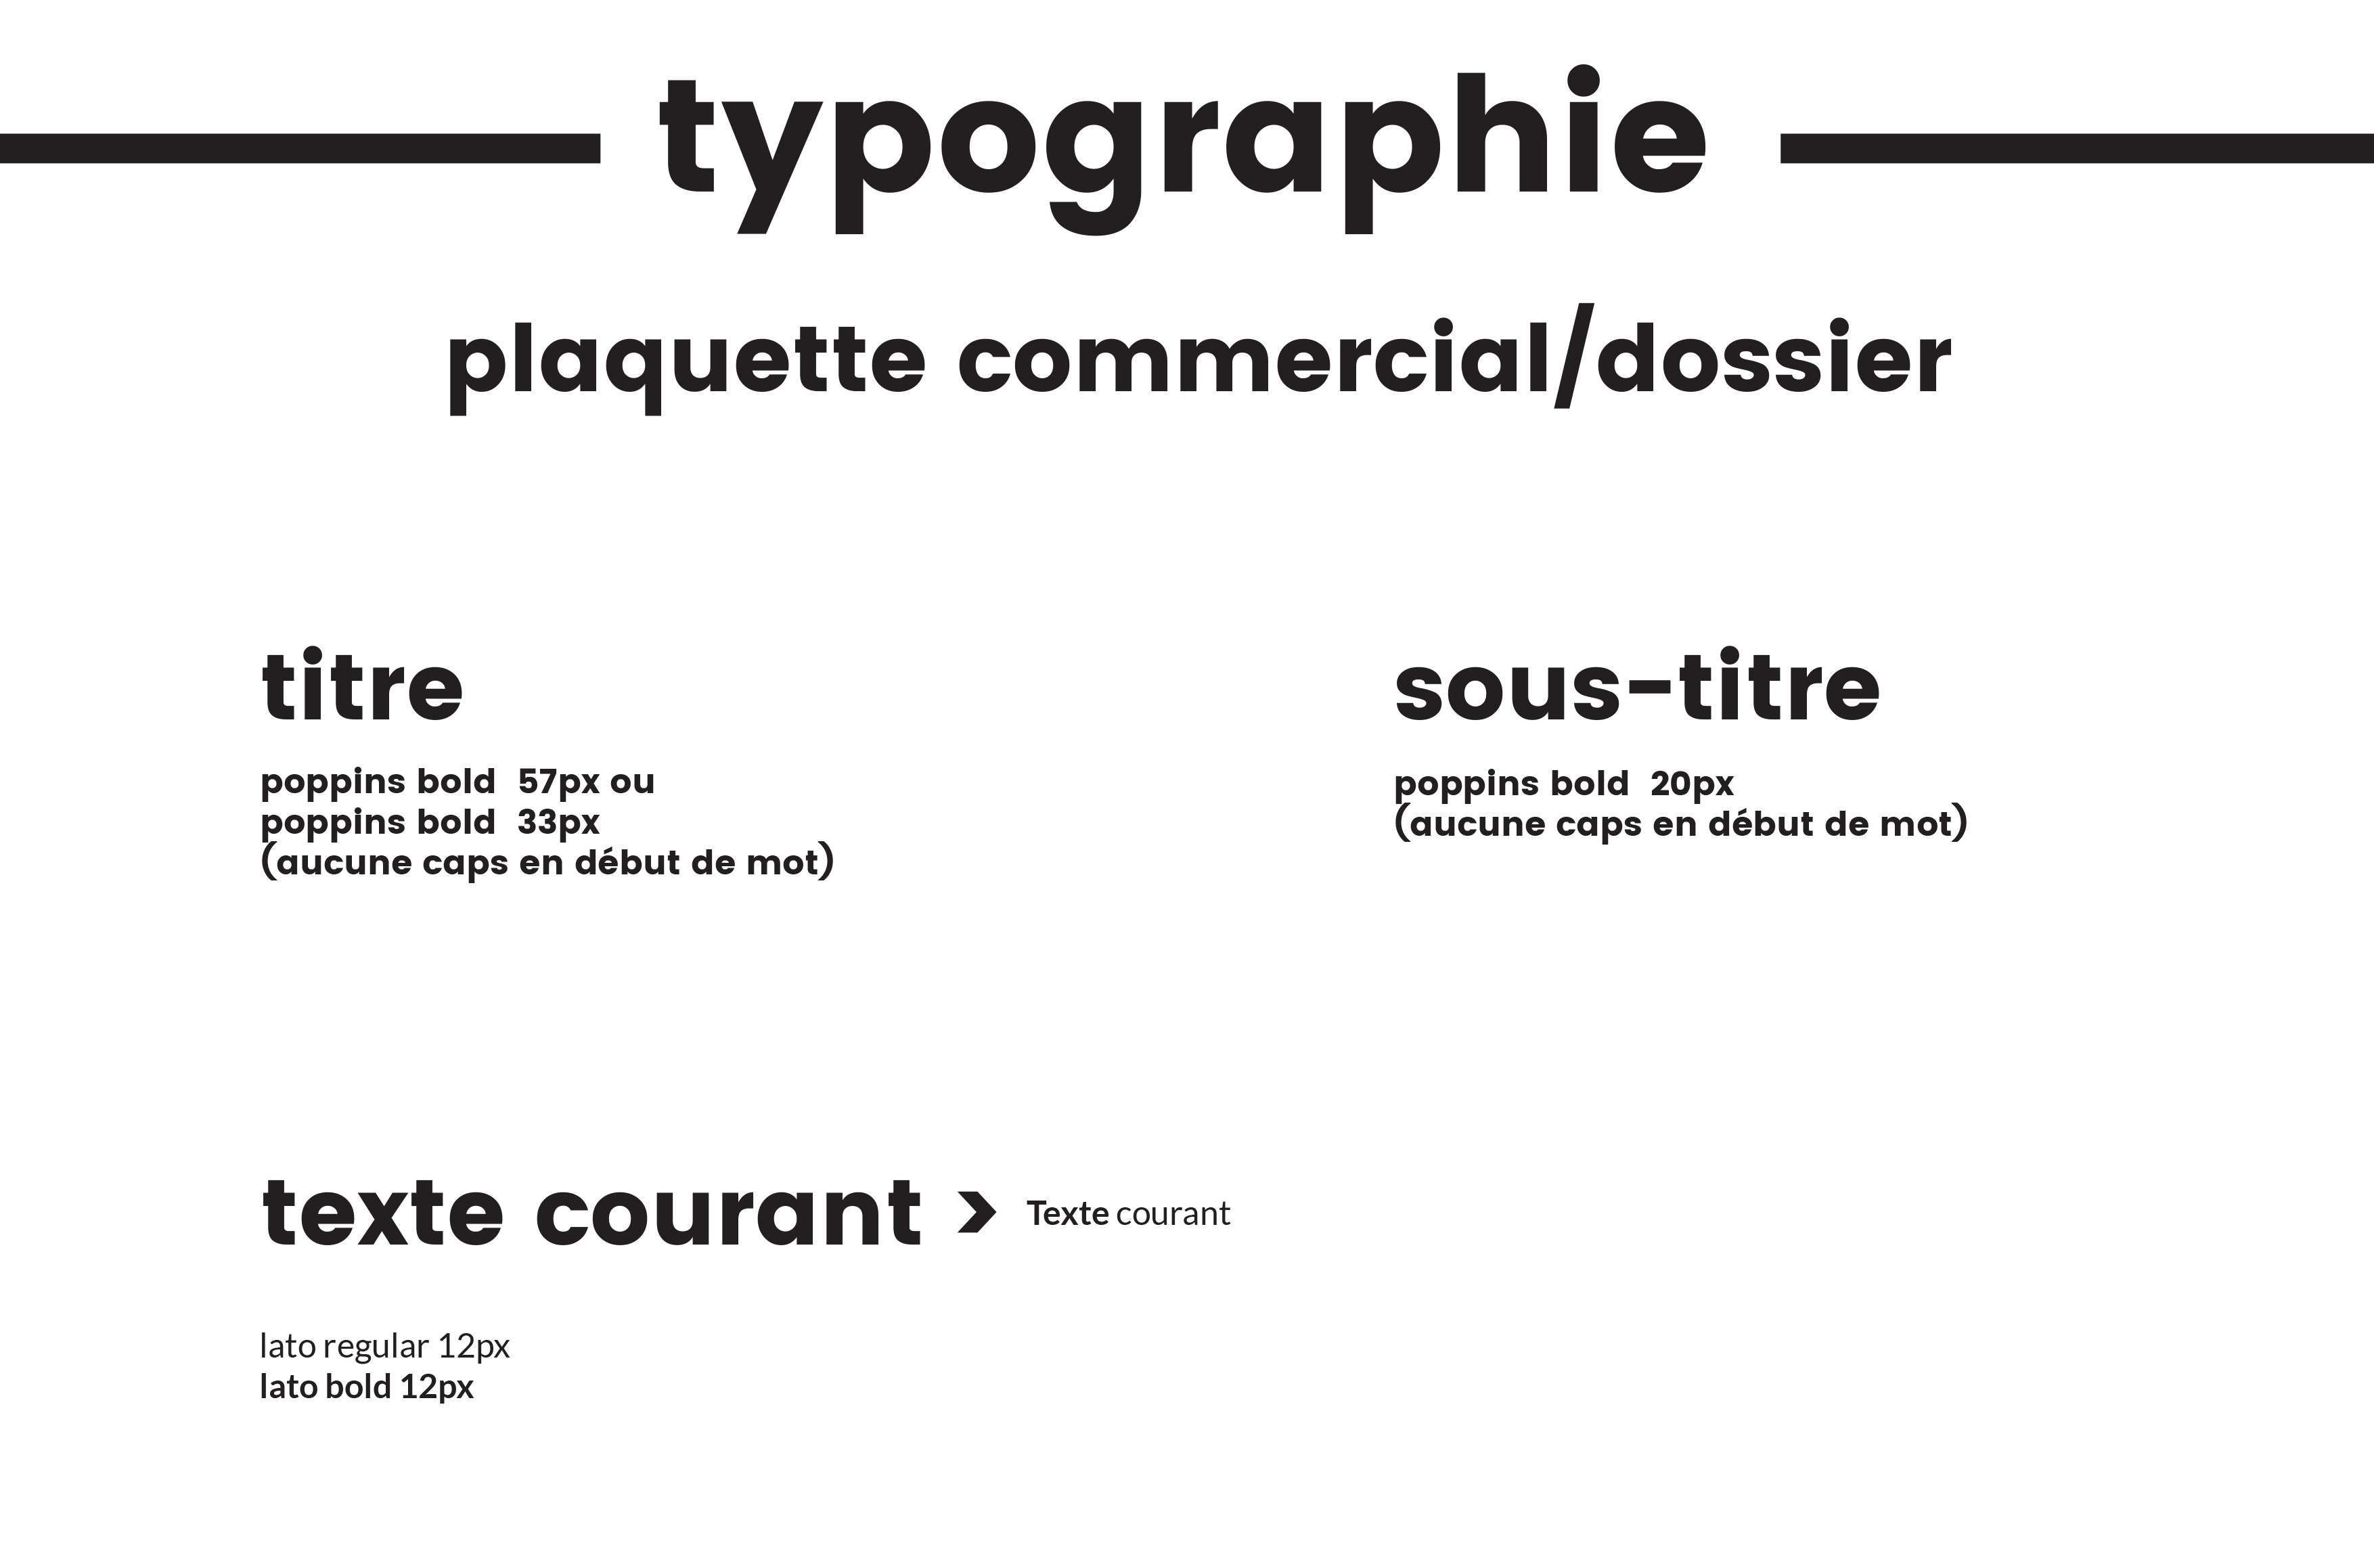 typographie
plaquette commercial/dossier
titre
poppins bold  57px ou
poppins bold  33px
(aucune caps en début de mot)
sous-titre
poppins bold  20px
(aucune caps en début de mot)
texte courant > Texte courant
lato regular 12px
lato bold 12px